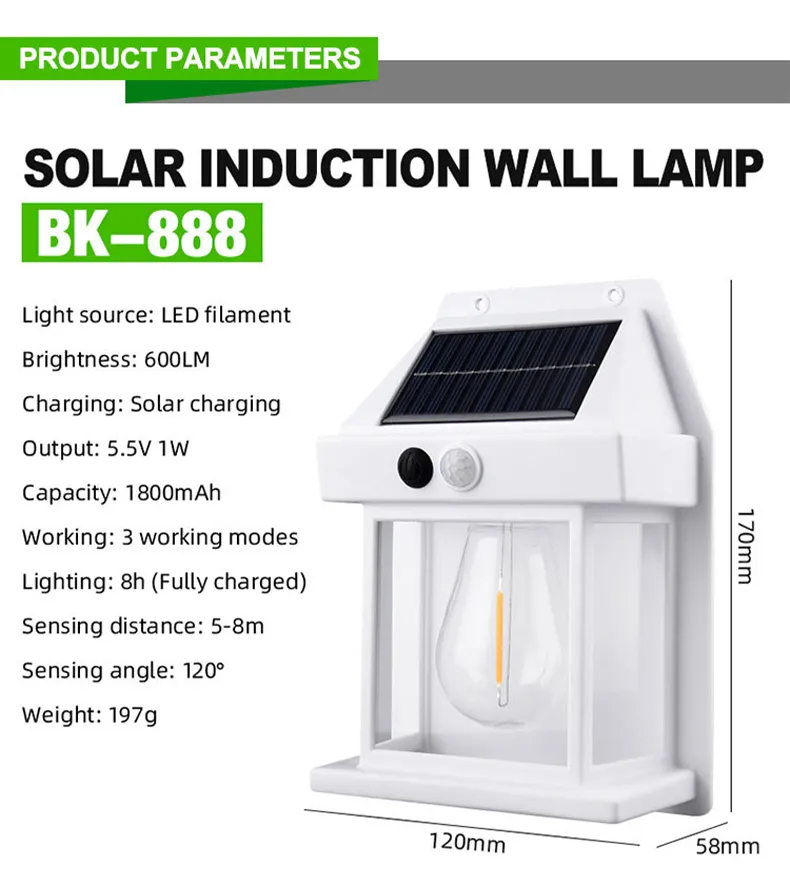 PRODUCT PARAMETERS
SOLAR INDUCTION WALL LAMP
BK-888
Light source: LED filament
Brightness: 600LM
Charging: Solar charging
Output: 5.5V 1W
Capacity: 1800mAh
Working: 3 working modes
Lighting: 8h (Fully charged)
Sensing distance: 5-8m
Sensing angle: 120°
Weight: 197g
170mm
120mm
58mm